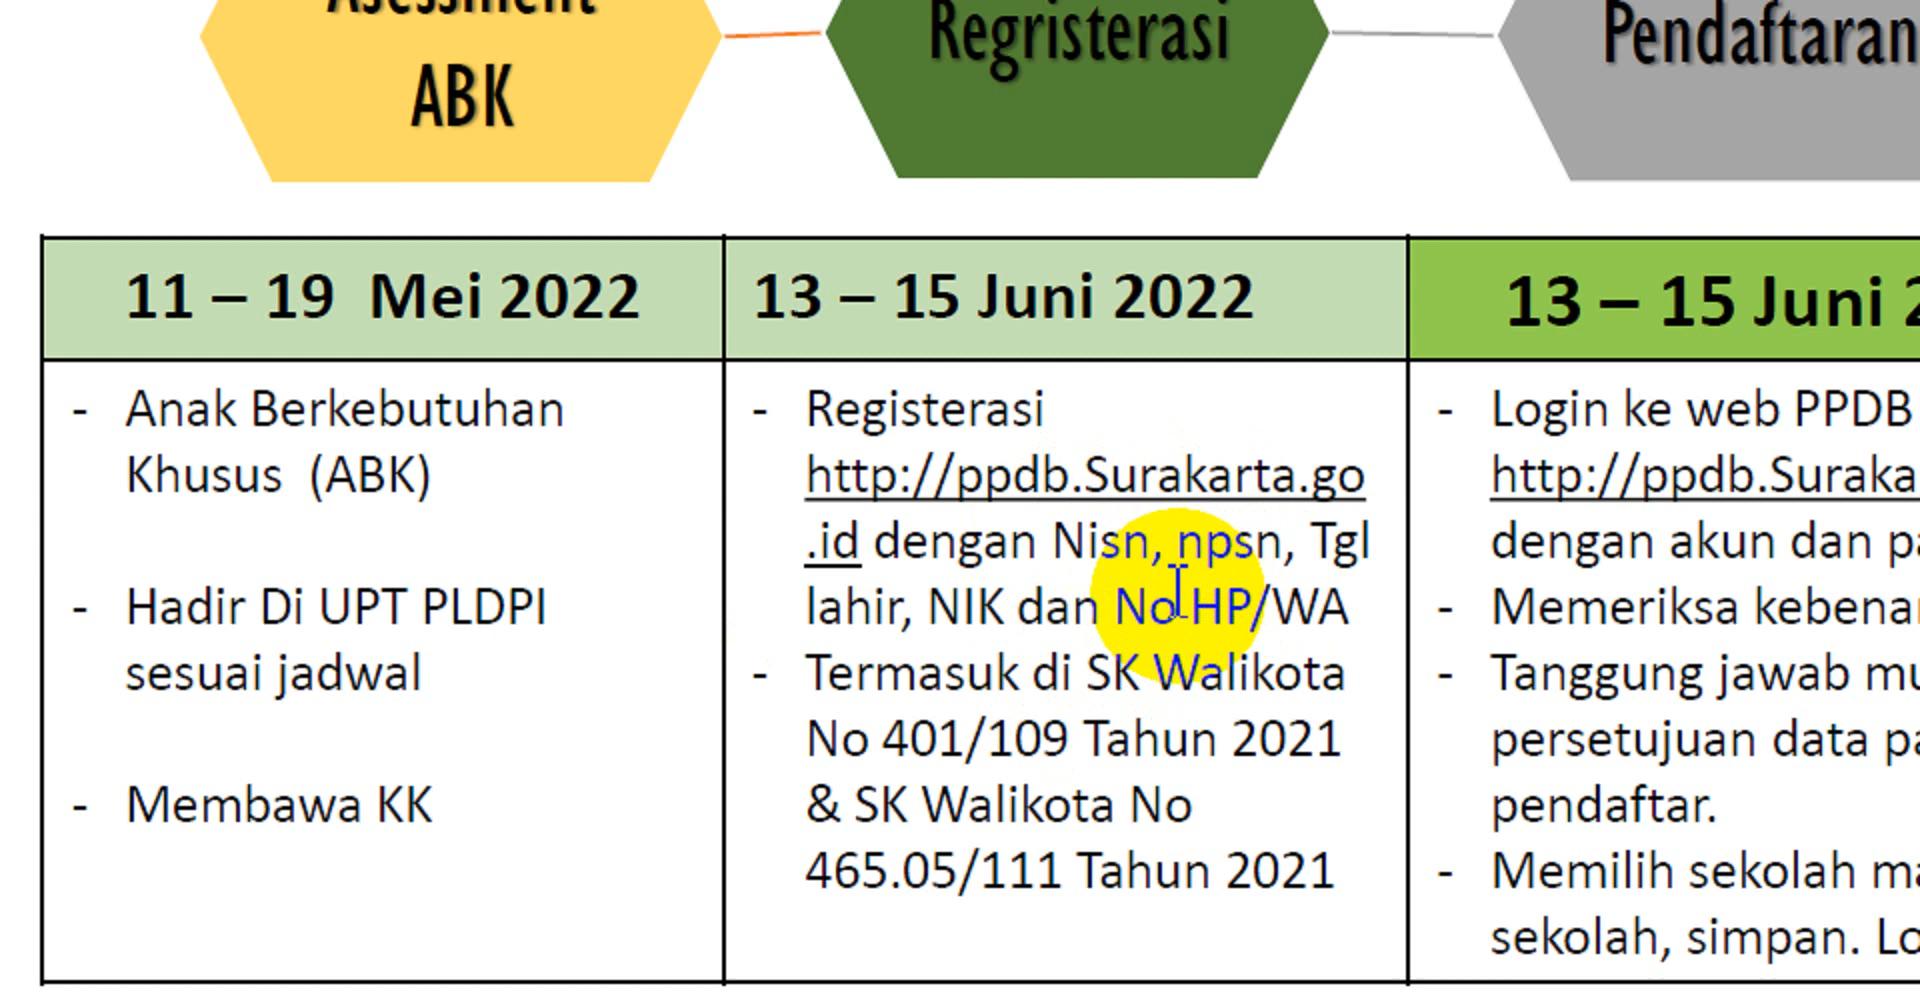 Asessment
ABK
Regristerasi
Pendaftaran
11 – 19 Mei 2022
13 – 15 Juni 2022
13 – 15 Juni
- Anak Berkebutuhan
Khusus (ABK)
- Hadir Di UPT PLDPI
sesuai jadwal
- Membawa KK
- Registerasi
http://ppdb.Surakarta.go
.id dengan Nisn, npsn, Tgl
lahir, NIK dan No HP/WA
- Termasuk di SK Walikota
No 401/109 Tahun 2021
& SK Walikota No
465.05/111 Tahun 2021
- Login ke web PPDB
http://ppdb.Suraka
dengan akun dan
- Memeriksa
- Tanggung jawab
persetujuan data
pendaftar.
- Memilih sekolah
sekolah, simpan.